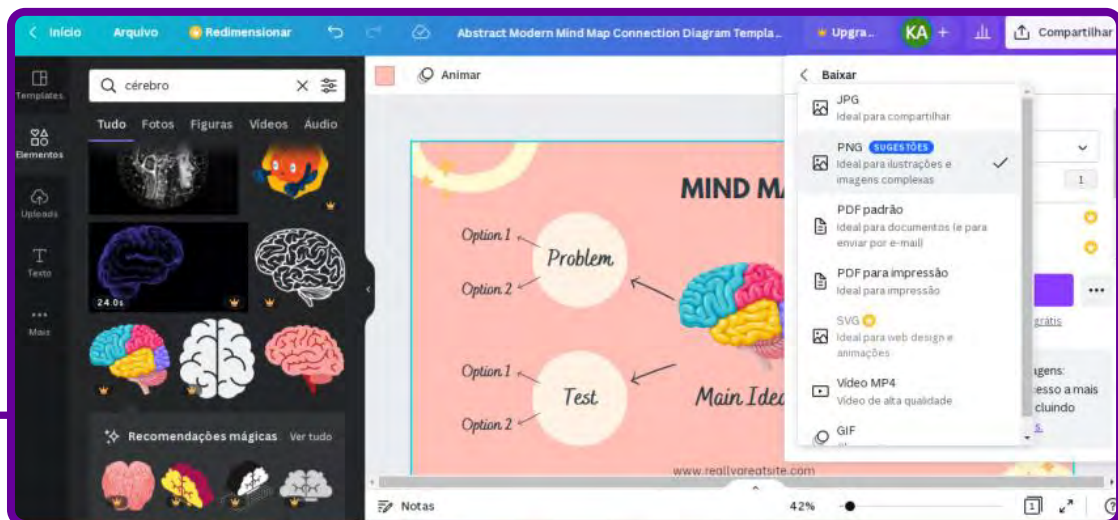 Início Arquivo Redimensionar Abstract Modern Mind Map Connection Diagram Templa... Upgra... KA + Compartilhar
Templates
Elementos
Uploads
Texto
Mais
cérebro
Tudo Fotos Figuras Vídeos Áudio
24.0s
Recomendações mágicas Ver tudo
Animar
MIND MA
Option 1
Problem
Option 2
Option 1
Test
Option 2
Main Idea
www.reallygreatsite.com
Notas
42%
1
Baixar
JPG
Ideal para compartilhar
PNG SUGESTÕES
Ideal para ilustrações e
imagens complexas
PDF padrão
Ideal para documentos (e para
enviar por e-mail)
PDF para impressão
Ideal para impressão
SVG
Ideal para web design e
animações
Vídeo MP4
Vídeo de alta qualidade
GIF
1
grátis
agens:
esso a mais
cluindo
s.